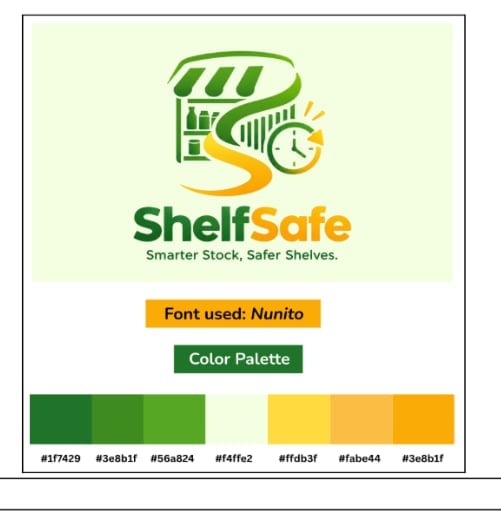 ShelfSafe
Smarter Stock, Safer Shelves.
Font used: Nunito
Color Palette
#1f7429 #3e8b1f #56a824 #f4ffe2 #ffdb3f #fabe44 #3e8b1f